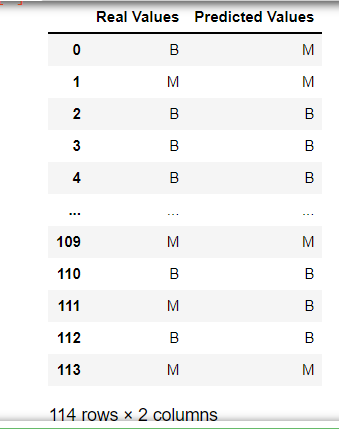 Real Values Predicted Values
0 B M
1 M M
2 B B
3 B B
4 B B
... ... ...
109 M M
110 B B
111 M B
112 B B
113 M M
114 rows × 2 columns